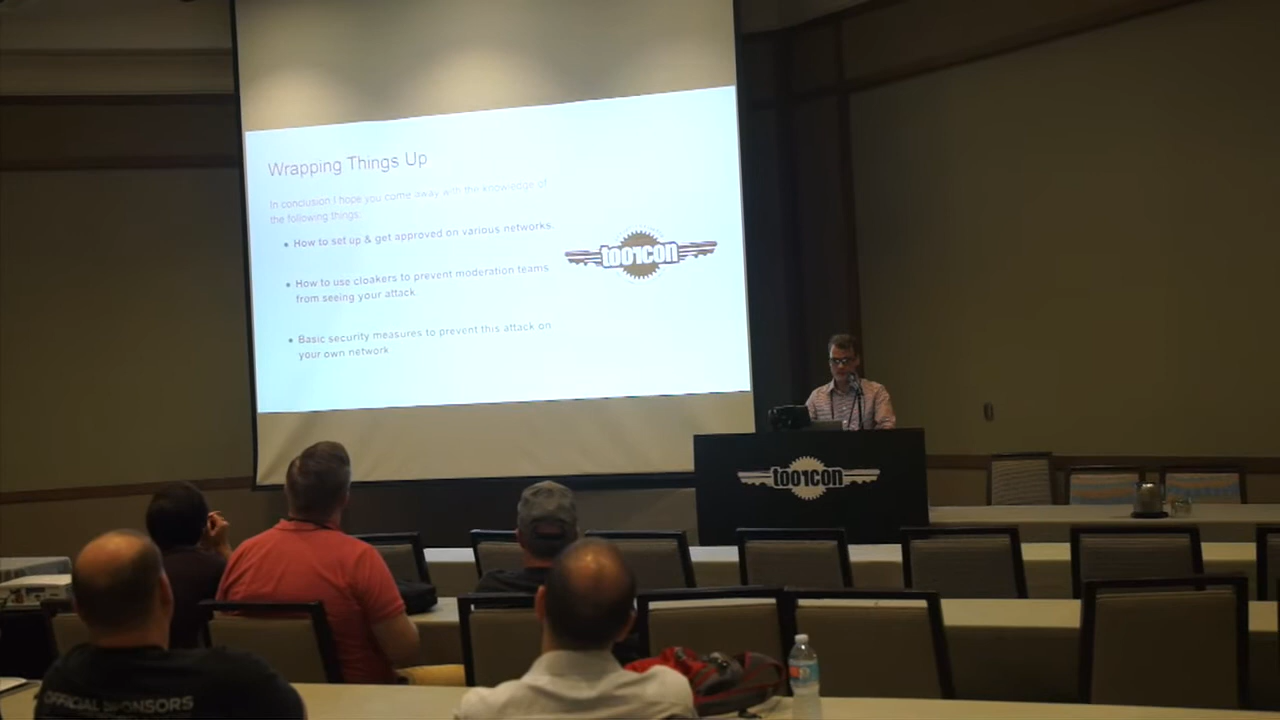 Wrapping Things Up
In conclusion I hope you come away with the knowledge of
the following things:
• How to set up & get approved on various networks.
• How to use cloakers to prevent moderation teams
from seeing your attack.
• Basic security measures to prevent this attack on
your own network
toorcon
toorcon
OFFICIAL SPONSORS